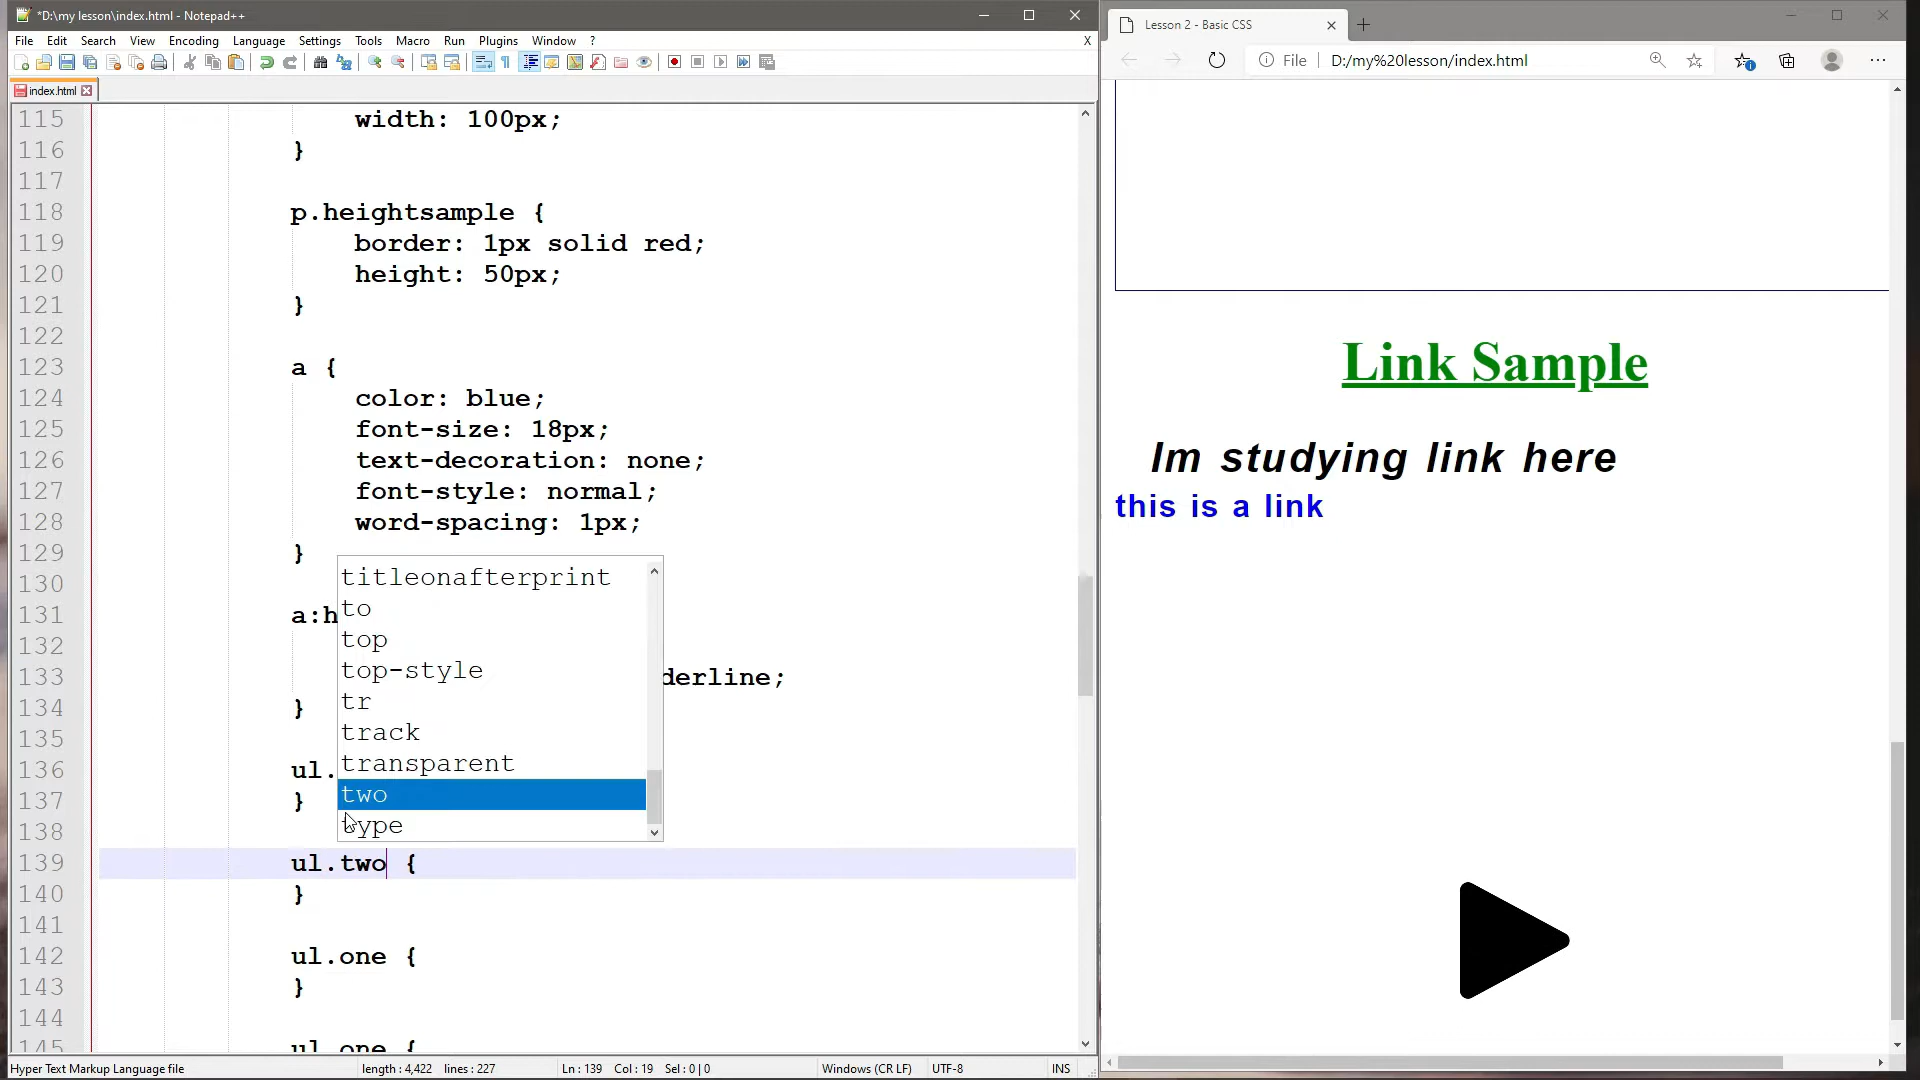 *D:\my lesson\index.html - Notepad++
File Edit Search View Encoding Language Settings Tools Macro Run Plugins Window ? X
index.html
115 width: 100px;
116 }
117
118 p.heightsample {
119 border: 1px solid red;
120 height: 50px;
121 }
122
123 a {
124 color: blue;
125 font-size: 18px;
126 text-decoration: none;
127 font-style: normal;
128 word-spacing: 1px;
129 }
130
131 a:h
132
133 derline;
134 }
135
136 ul.
137 }
138
139 ul.two {
140 }
141
142 ul.one {
143 }
144
145 ul.one {
titleonafterprint
to
top
top-style
tr
track
transparent
two
type
Hyper Text Markup Language file length : 4,422 lines : 227 Ln : 139 Col : 19 Sel : 0 | 0 Windows (CR LF) UTF-8 INS
Lesson 2 - Basic CSS
File D:/my%20lesson/index.html
Link Sample
Im studying link here
this is a link